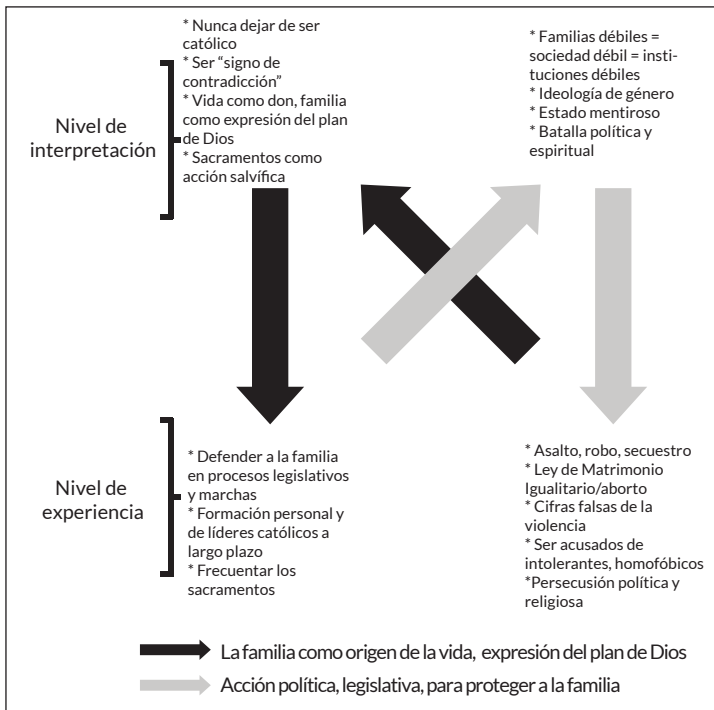 * Nunca dejar de ser
católico
* Ser “signo de
contradicción”
* Vida como don, familia
como expresión del plan
de Dios
* Sacramentos como
acción salvífica
* Familias débiles =
sociedad débil = insti-
tuciones débiles
* Ideología de género
* Estado mentiroso
* Batalla política y
espiritual
Nivel de
interpretación
Nivel de
experiencia
* Defender a la familia
en procesos legislativos
y marchas
* Formación personal y
de líderes católicos a
largo plazo
* Frecuentar los
sacramentos
* Asalto, robo, secuestro
* Ley de Matrimonio
Igualitario/aborto
* Cifras falsas de la
violencia
* Ser acusados de
intolerantes, homofóbicos
*Persecusión política y
religiosa
La familia como origen de la vida, expresión del plan de Dios
Acción política, legislativa, para proteger a la familia